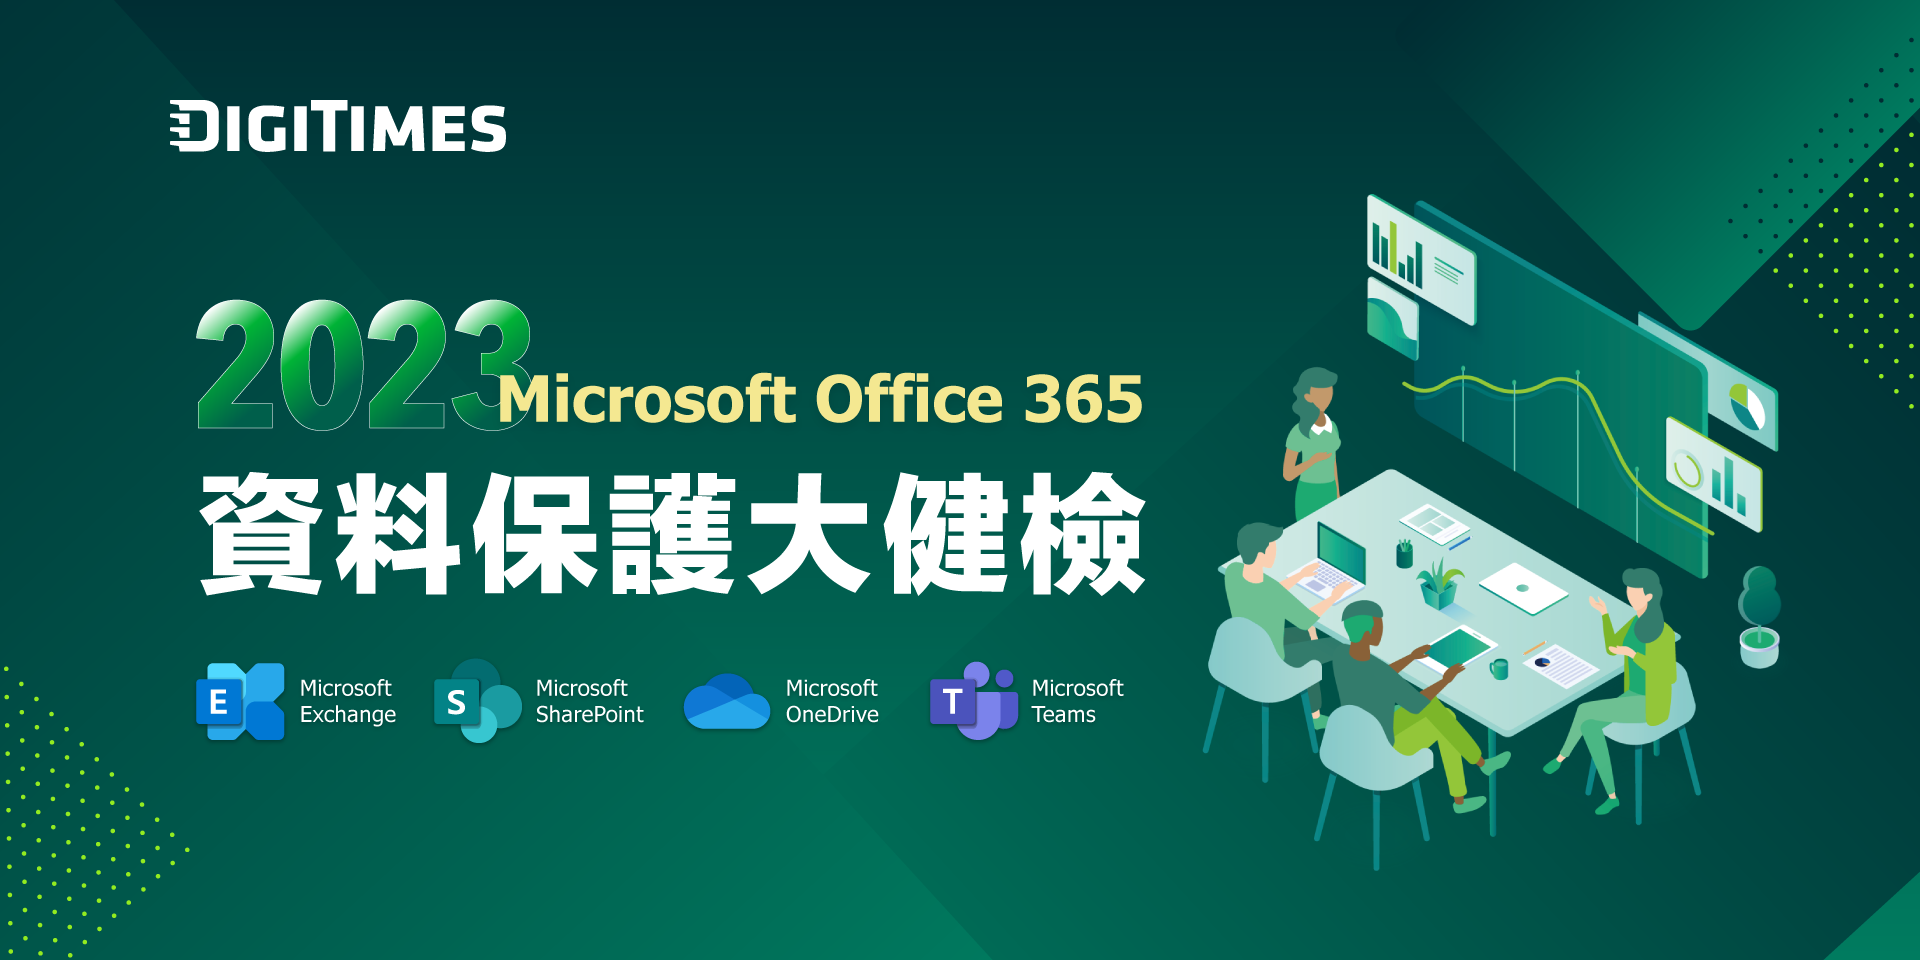 DIGITIMES
2023 Microsoft Office 365
資料保護大健檢
E Microsoft Exchange
S Microsoft SharePoint
Microsoft OneDrive
T Microsoft Teams